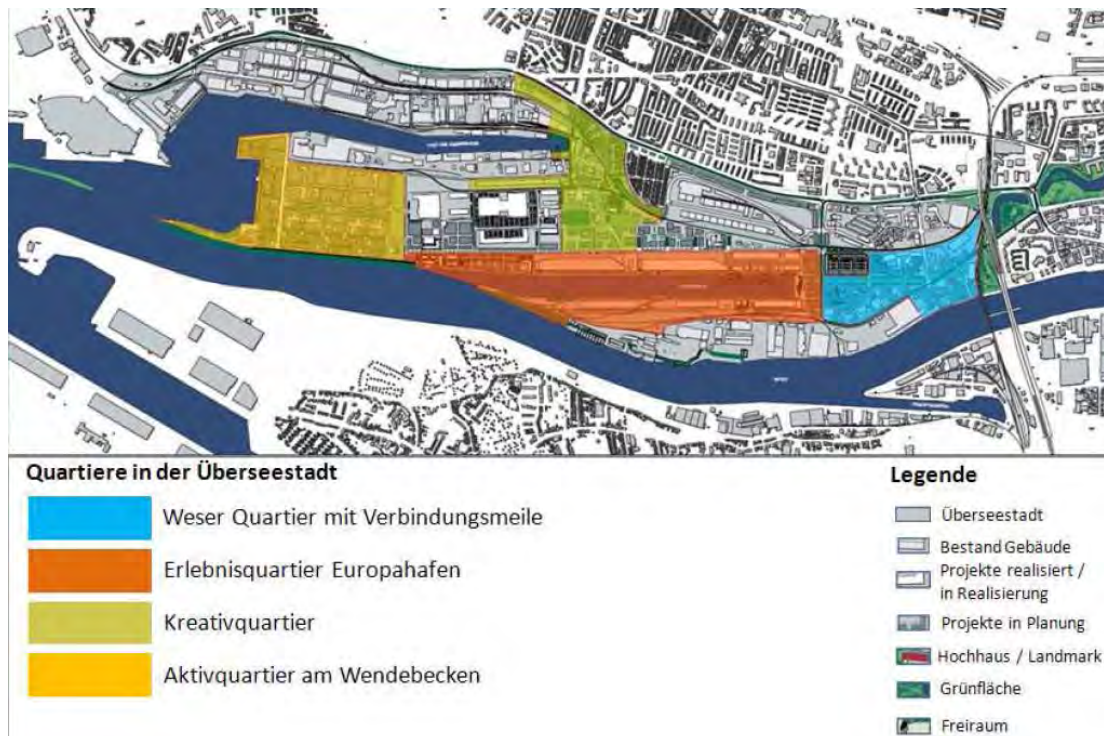 Quartiere in der Überseestadt
Weser Quartier mit Verbindungsmeile
Erlebnisquartier Europahafen
Kreativquartier
Aktivquartier am Wendebecken
Legende
Überseestadt
Bestand Gebäude
Projekte realisiert /
in Realisierung
Projekte in Planung
Hochhaus / Landmark
Grünfläche
Freiraum